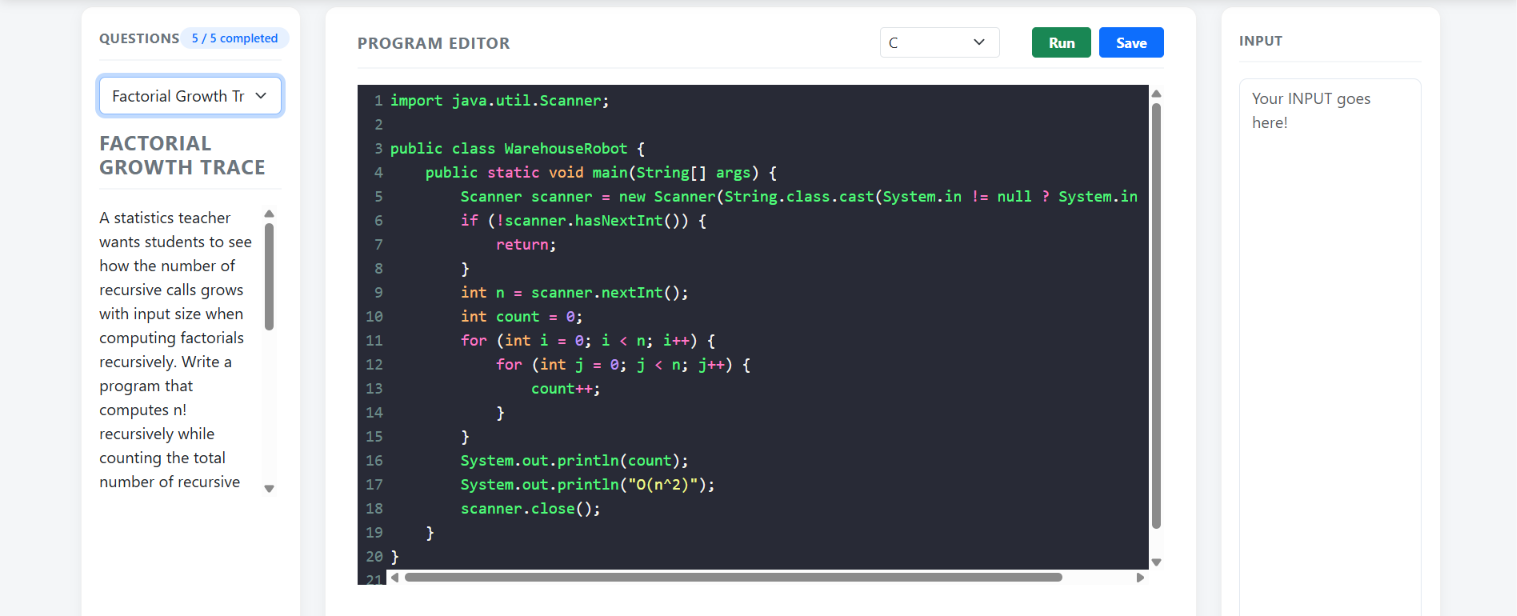 QUESTIONS 5 / 5 completed
Factorial Growth Tr
FACTORIAL
GROWTH TRACE
A statistics teacher
wants students to see
how the number of
recursive calls grows
with input size when
computing factorials
recursively. Write a
program that
computes n!
recursively while
counting the total
number of recursive
PROGRAM EDITOR
C
Run
Save
1 import java.util.Scanner;
2
3 public class WarehouseRobot {
4     public static void main(String[] args) {
5         Scanner scanner = new Scanner(String.class.cast(System.in != null ? System.in
6         if (!scanner.hasNextInt()) {
7             return;
8         }
9         int n = scanner.nextInt();
10         int count = 0;
11         for (int i = 0; i < n; i++) {
12             for (int j = 0; j < n; j++) {
13                 count++;
14             }
15         }
16         System.out.println(count);
17         System.out.println("O(n^2)");
18         scanner.close();
19     }
20 }
21
INPUT
Your INPUT goes
here!